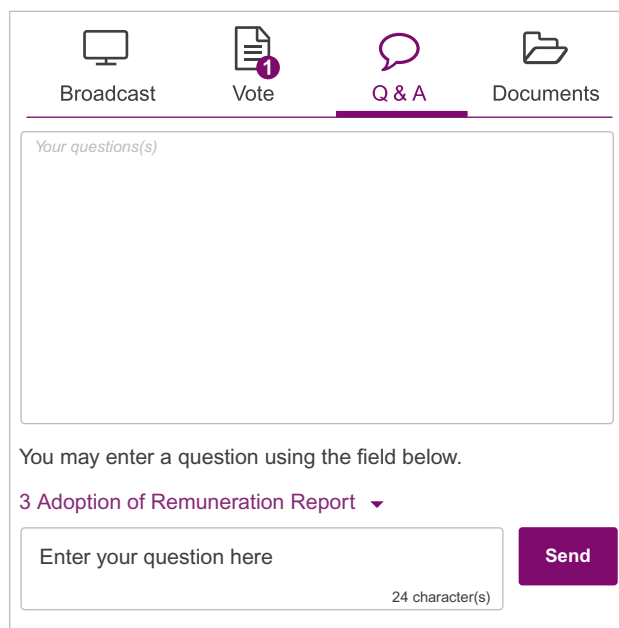 1
Broadcast Vote Q & A Documents
Your questions(s)
You may enter a question using the field below.
3 Adoption of Remuneration Report
Enter your question here
Send
24 character(s)